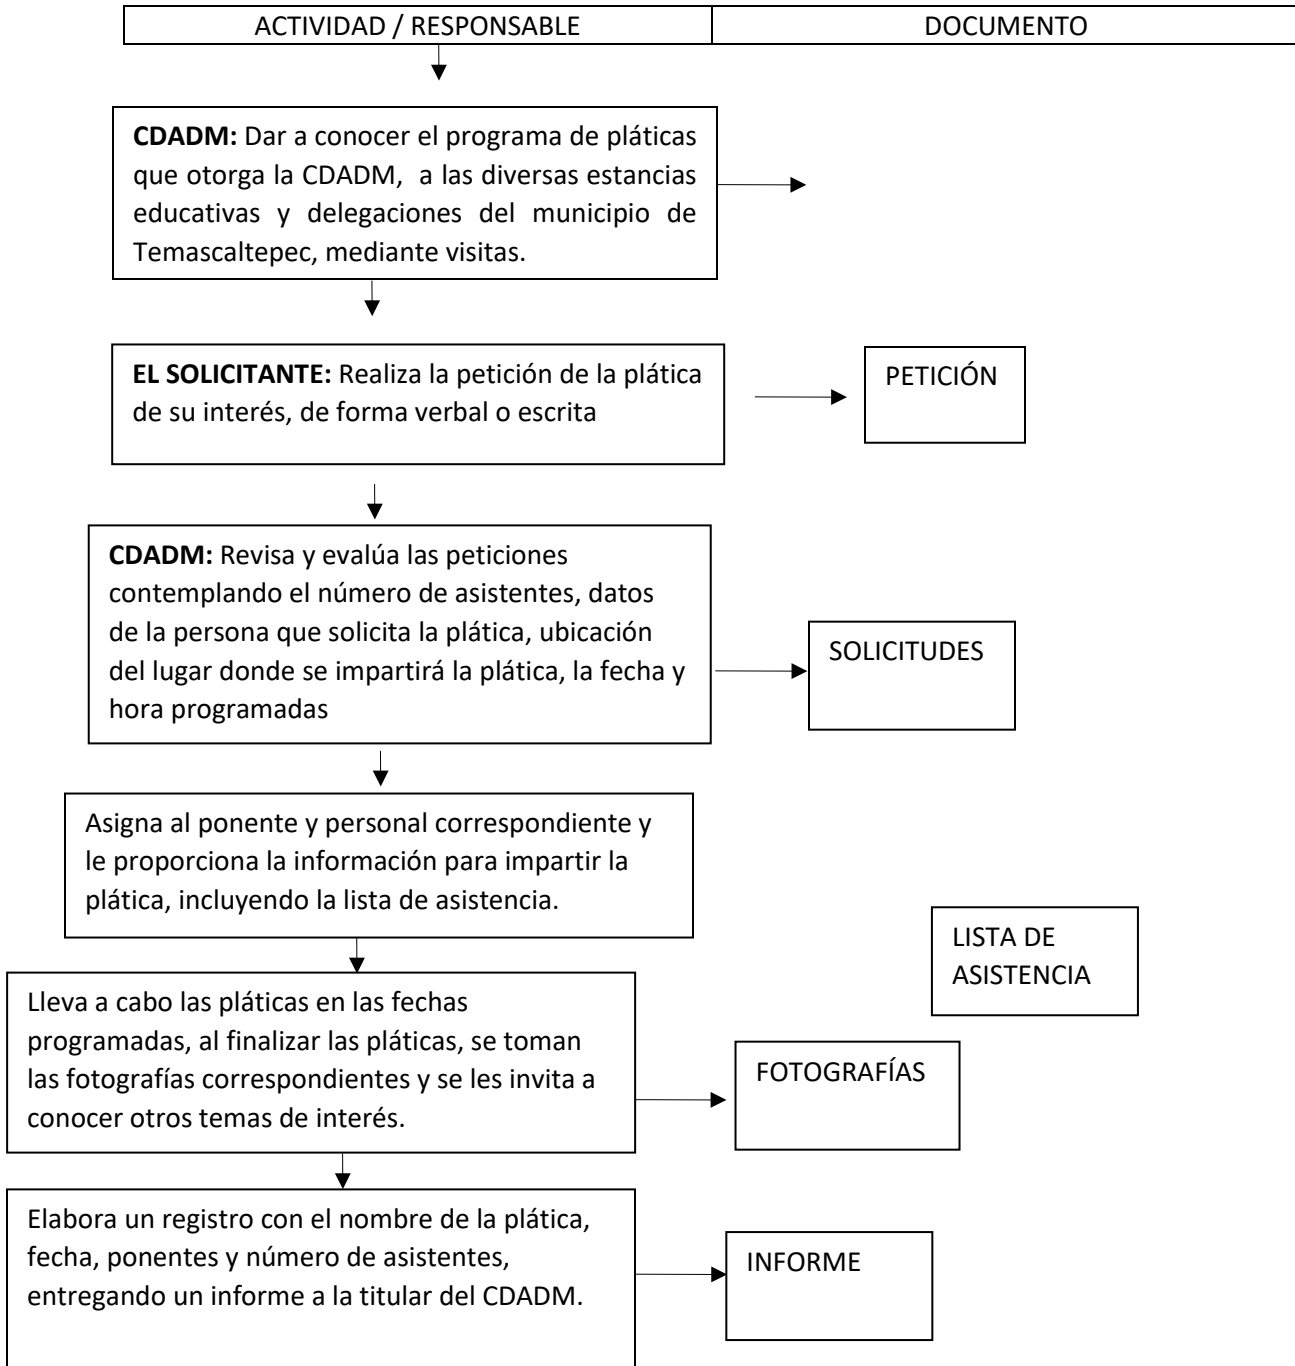 ACTIVIDAD / RESPONSABLE
DOCUMENTO
CDADM: Dar a conocer el programa de pláticas
que otorga la CDADM, a las diversas estancias
educativas y delegaciones del municipio de
Temascaltepec, mediante visitas.
EL SOLICITANTE: Realiza la petición de la plática
de su interés, de forma verbal o escrita
PETICIÓN
CDADM: Revisa y evalúa las peticiones
contemplando el número de asistentes, datos
de la persona que solicita la plática, ubicación
del lugar donde se impartirá la plática, la fecha y
hora programadas
SOLICITUDES
Asigna al ponente y personal correspondiente y
le proporciona la información para impartir la
plática, incluyendo la lista de asistencia.
LISTA DE
ASISTENCIA
Lleva a cabo las pláticas en las fechas
programadas, al finalizar las pláticas, se toman
las fotografías correspondientes y se les invita a
conocer otros temas de interés.
FOTOGRAFÍAS
Elabora un registro con el nombre de la plática,
fecha, ponentes y número de asistentes,
entregando un informe a la titular del CDADM.
INFORME